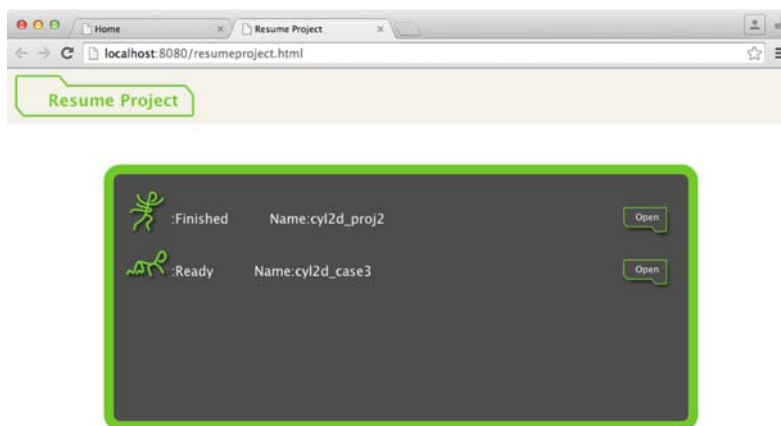 Home
Resume Project
localhost:8080/resumeproject.html
Resume Project
:Finished Name:cyl2d_proj2 Open
:Ready Name:cyl2d_case3 Open